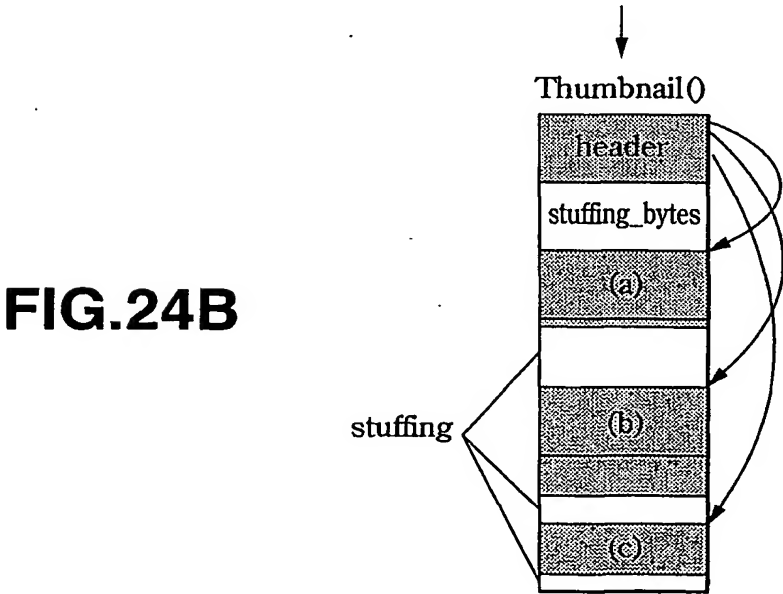 Thumbnail()
header
stuffing_bytes
(a)
FIG.24B
stuffing
(b)
(c)